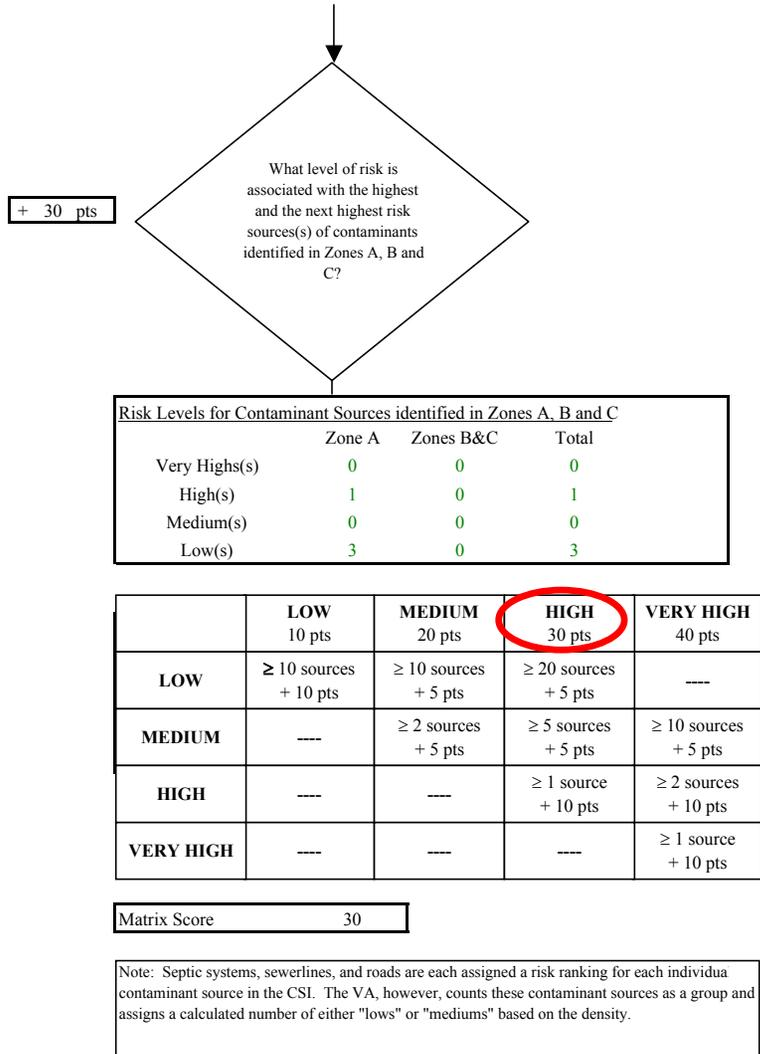 What level of risk is
associated with the highest
and the next highest risk
sources(s) of contaminants
identified in Zones A, B and
C?
+ 30 pts
Risk Levels for Contaminant Sources identified in Zones A, B and C
Zone A Zones B&C Total
Very Highs(s) 0 0 0
High(s) 1 0 1
Medium(s) 0 0 0
Low(s) 3 0 3
LOW MEDIUM HIGH VERY HIGH
10 pts 20 pts 30 pts 40 pts
LOW ≥ 10 sources + 10 pts ≥ 10 sources + 5 pts ≥ 20 sources + 5 pts ----
MEDIUM ---- ≥ 2 sources + 5 pts ≥ 5 sources + 5 pts ≥ 10 sources + 5 pts
HIGH ---- ---- ≥ 1 source + 10 pts ≥ 2 sources + 10 pts
VERY HIGH ---- ---- ---- ≥ 1 source + 10 pts
Matrix Score 30
Note: Septic systems, sewerlines, and roads are each assigned a risk ranking for each individua
contaminant source in the CSI. The VA, however, counts these contaminant sources as a group and
assigns a calculated number of either "lows" or "mediums" based on the density.